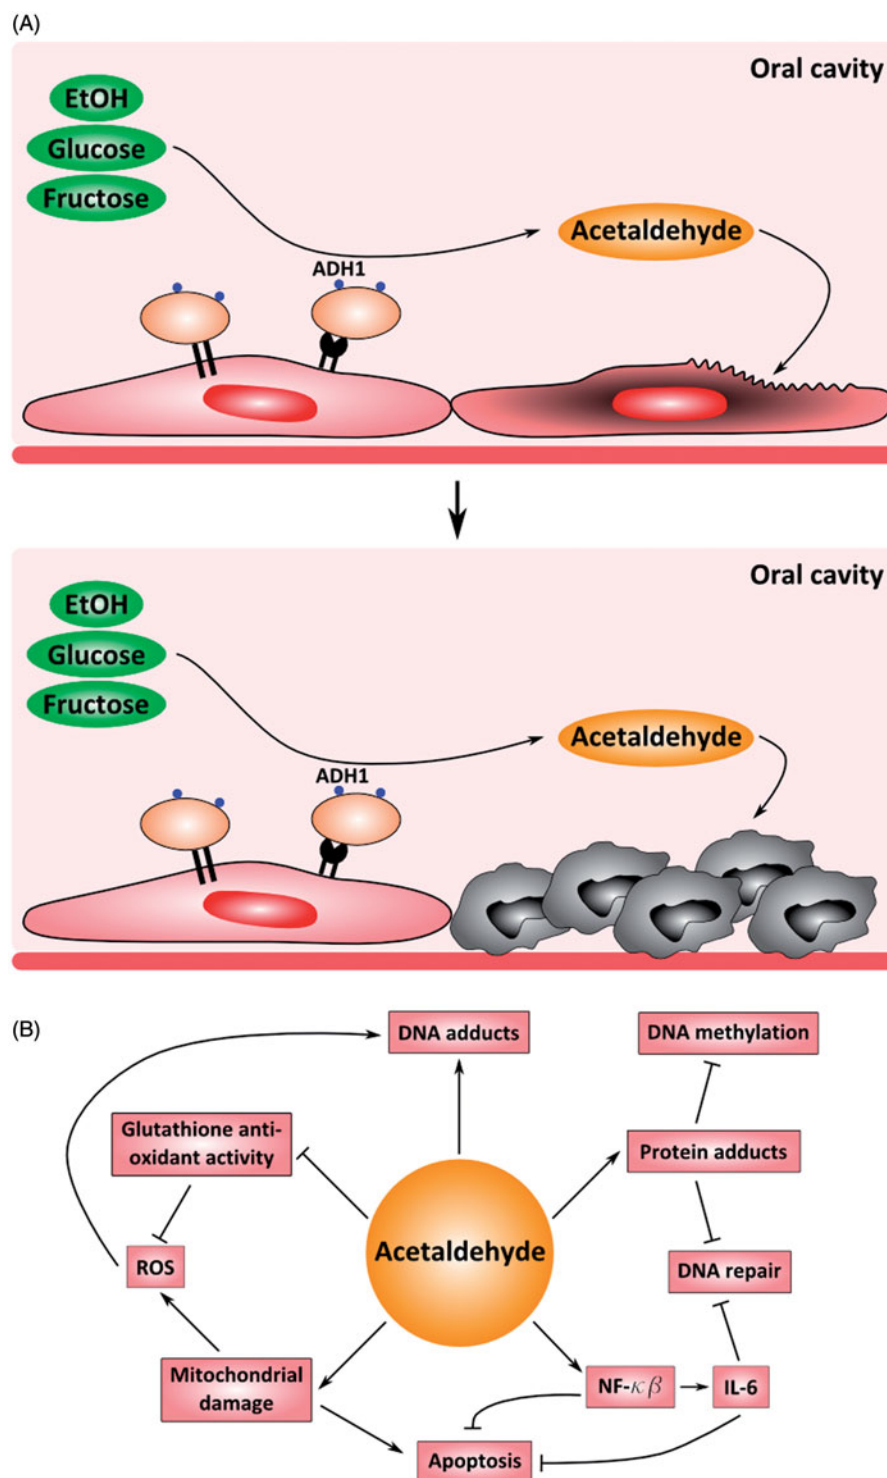 (A)
Oral cavity
EtOH
Glucose
Fructose
Acetaldehyde
ADH1
Oral cavity
EtOH
Glucose
Fructose
Acetaldehyde
ADH1
(B)
DNA adducts
DNA methylation
Glutathione anti-
oxidant activity
Protein adducts
Acetaldehyde
ROS
DNA repair
Mitochondrial
damage
NF-κβ
IL-6
Apoptosis